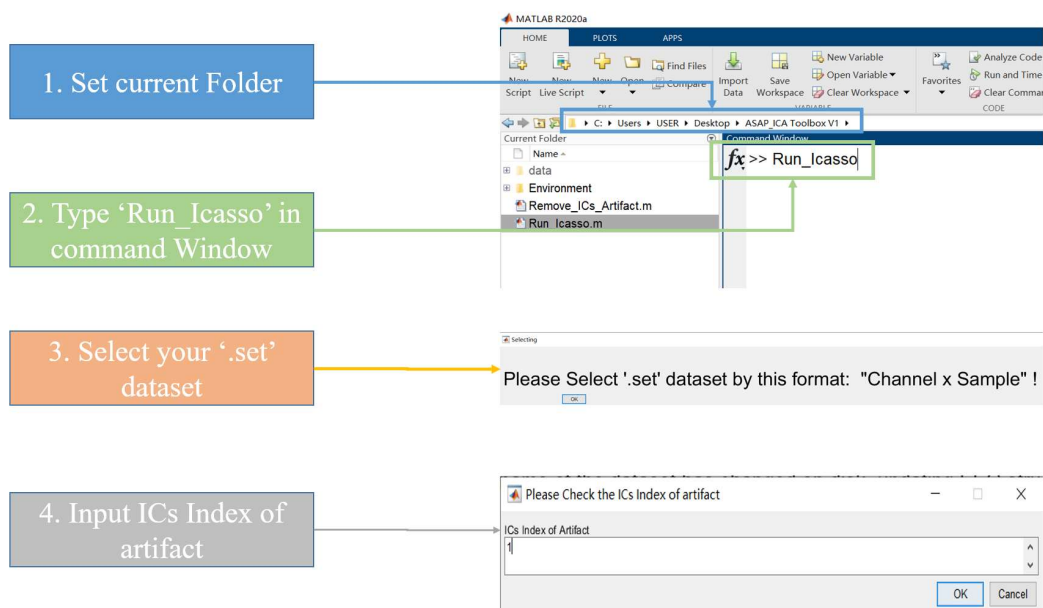 MATLAB R2020a
HOME PLOTS APPS
New Script
New Live Script
New
Open
Find Files
Compare
FILE
Import Data
Save Workspace
New Variable
Open Variable
Clear Workspace
VARIABLE
Favorites
Analyze Code
Run and Time
Clear Comman
CODE
1. Set current Folder
C: Users USER Desktop ASAP_ICA Toolbox V1
Current Folder
Name
data
Environment
Remove_ICs_Artifact.m
Run_Icasso.m
Command Window
fx >> Run_Icasso
2. Type ‘Run_Icasso’ in
command Window
3. Select your ‘.set’
dataset
Selecting
Please Select '.set' dataset by this format: "Channel x Sample" !
OK
4. Input ICs Index of
artifact
Please Check the ICs Index of artifact
ICs Index of Artifact
1
OK Cancel